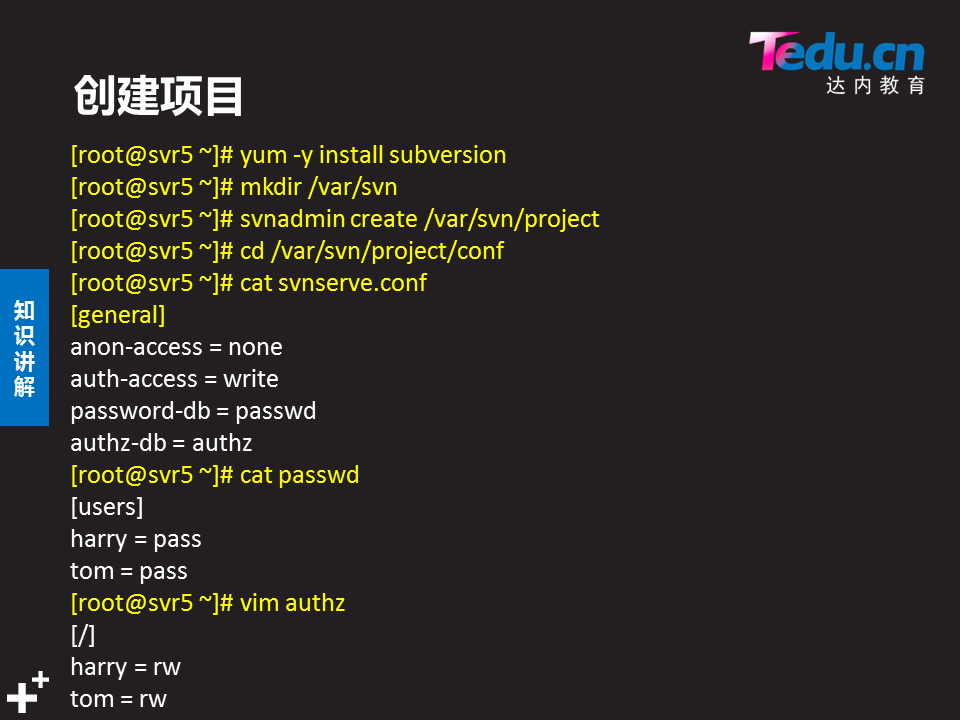 Tedu.cn
达内教育
创建项目
[root@svr5 ~]# yum -y install subversion
[root@svr5 ~]# mkdir /var/svn
[root@svr5 ~]# svnadmin create /var/svn/project
[root@svr5 ~]# cd /var/svn/project/conf
[root@svr5 ~]# cat svnserve.conf
[general]
anon-access = none
auth-access = write
password-db = passwd
authz-db = authz
[root@svr5 ~]# cat passwd
[users]
harry = pass
tom = pass
[root@svr5 ~]# vim authz
[/]
harry = rw
tom = rw
知识讲解